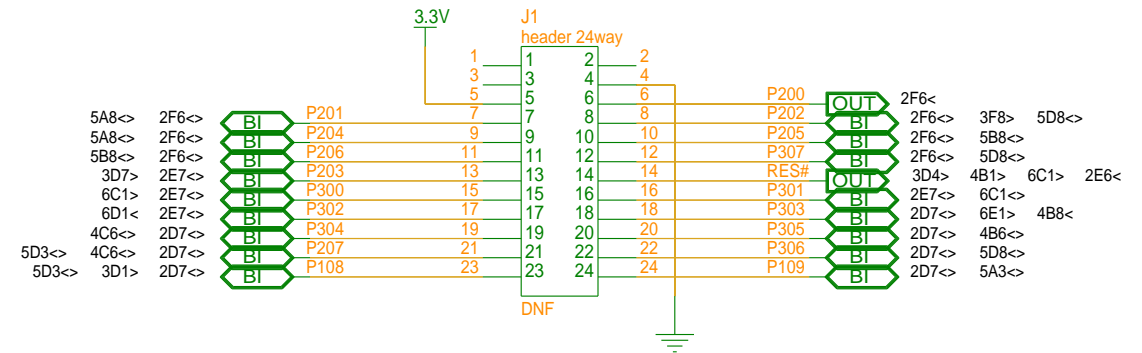 3.3V J1
header 24way
1 1 2 2
3 3 4 4
5 5 6 6 P200 OUT 2F6<
5A8<> 2F6<> BI P201 7 7 8 8 P202 BI 2F6<> 3F8> 5D8<>
5A8<> 2F6<> BI P204 9 9 10 10 P205 BI 2F6<> 5B8<>
5B8<> 2F6<> BI P206 11 11 12 12 P307 BI 2F6<> 5D8<>
3D7> 2E7<> BI P203 13 13 14 14 RES# OUT 3D4> 4B1> 6C1> 2E6<
6C1> 2E7<> BI P300 15 15 16 16 P301 BI 2E7<> 6C1<>
6D1< 2E7<> BI P302 17 17 18 18 P303 BI 2D7<> 6E1> 4B8<
4C6<> 2D7<> BI P304 19 19 20 20 P305 BI 2D7<> 4B6<>
5D3<> 4C6<> 2D7<> BI P207 21 21 22 22 P306 BI 2D7<> 5D8<>
5D3<> 3D1> 2D7<> BI P108 23 23 24 24 P109 BI 2D7<> 5A3<>
DNF